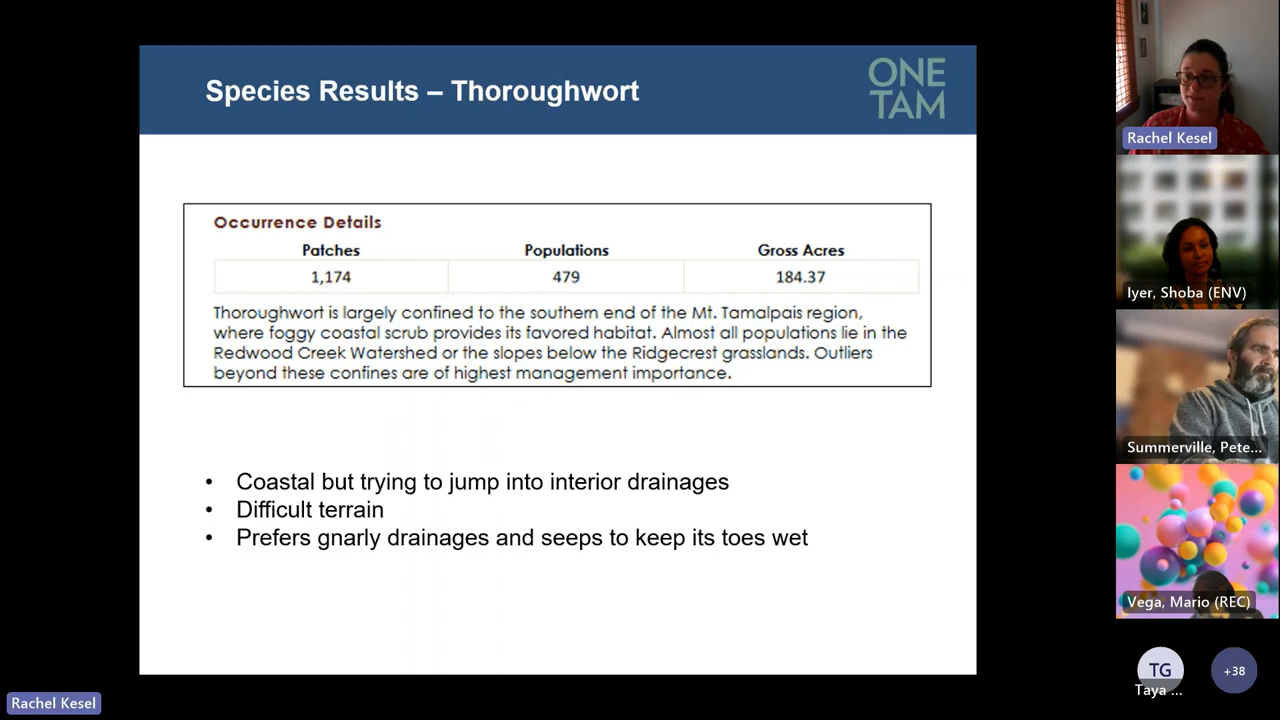 Species Results – Thoroughwort
ONE
TAM
Occurrence Details
Patches Populations Gross Acres
1,174 479 184.37
Thoroughwort is largely confined to the southern end of the Mt. Tamalpais region,
where foggy coastal scrub provides its favored habitat. Almost all populations lie in the
Redwood Creek Watershed or the slopes below the Ridgecrest grasslands. Outliers
beyond these confines are of highest management importance.
• Coastal but trying to jump into interior drainages
• Difficult terrain
• Prefers gnarly drainages and seeps to keep its toes wet
Rachel Kesel
Iyer, Shoba (ENV)
Summerville, Pete...
Vega, Mario (REC)
TG
Taya ...
+38
Rachel Kesel